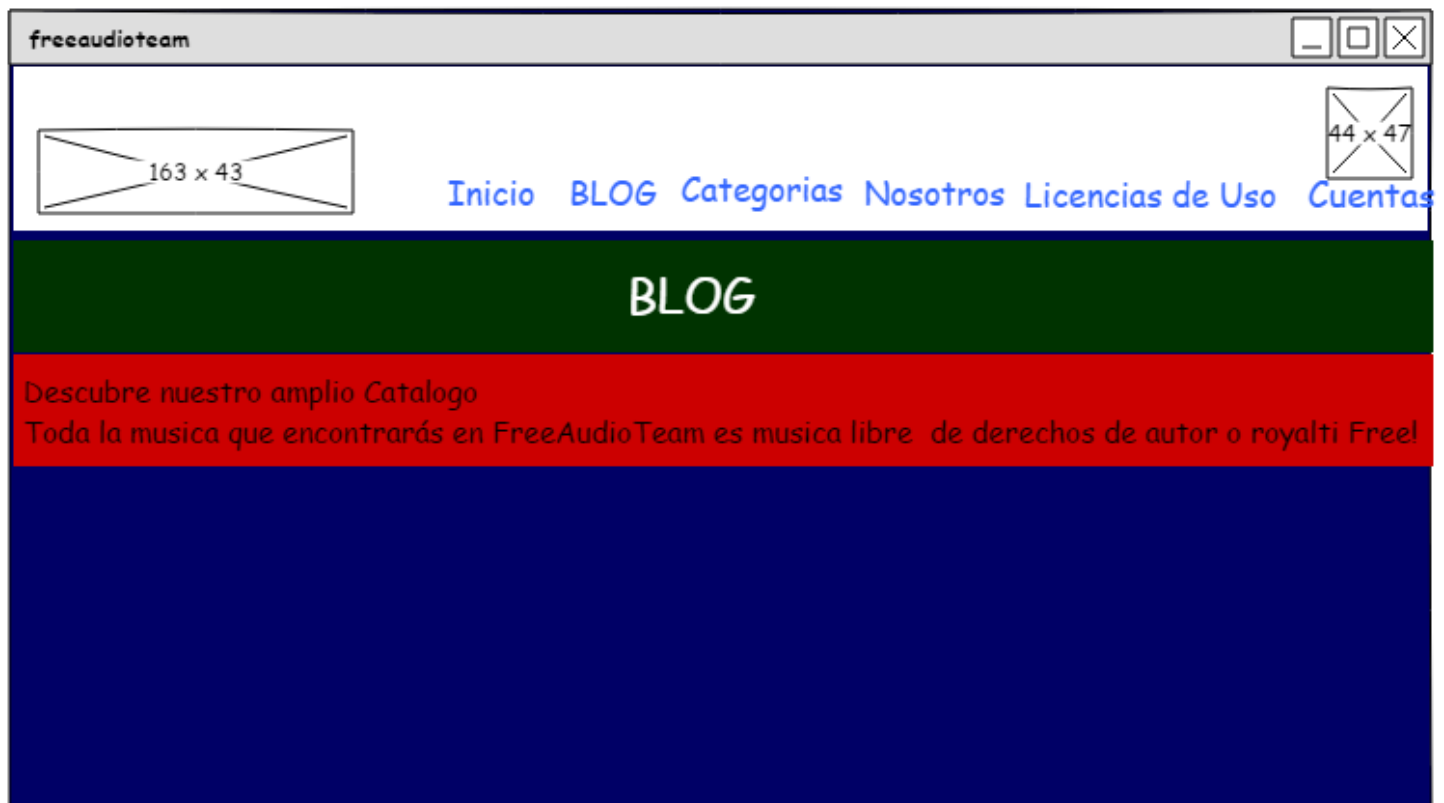 freeaudioteam
44 x 47
163 x 43
Inicio BLOG Categorias Nosotros Licencias de Uso Cuentas
BLOG
Descubre nuestro amplio Catalogo
Toda la musica que encontrarás en FreeAudioTeam es musica libre de derechos de autor o royalti Free!